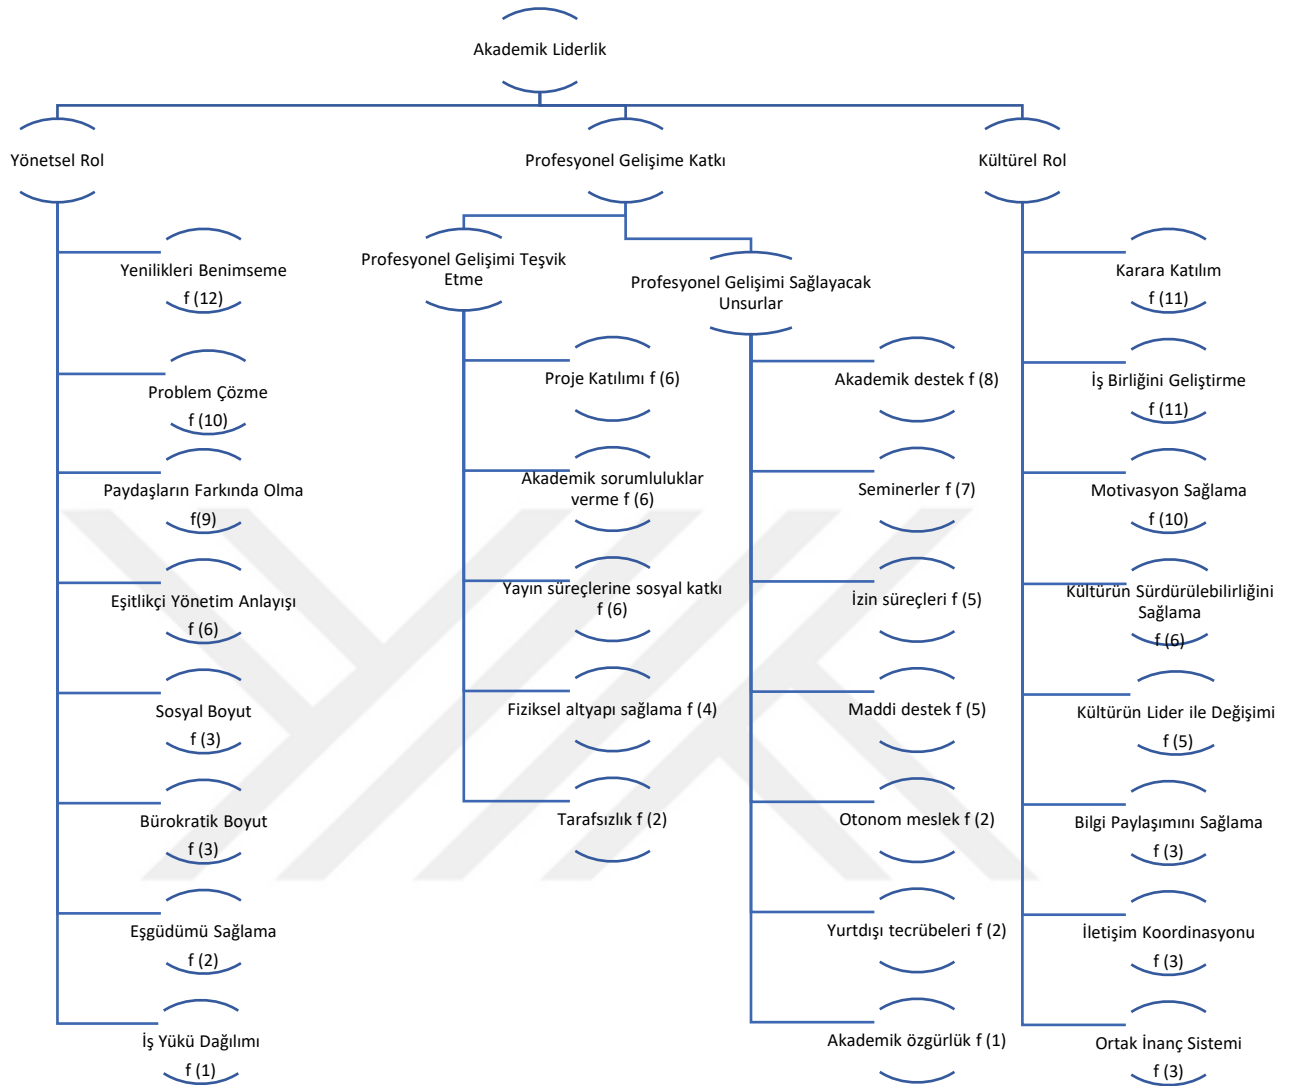 Akademik Liderlik
Yönetsel Rol
Profesyonel Gelişime Katkı
Kültürel Rol
Yenilikleri Benimseme
f (12)
Problem Çözme
f (10)
Paydaşların Farkında Olma
f(9)
Eşitlikçi Yönetim Anlayışı
f (6)
Sosyal Boyut
f (3)
Bürokratik Boyut
f (3)
Eşgüdümü Sağlama
f (2)
İş Yükü Dağılımı
f (1)
Profesyonel Gelişimi Teşvik
Etme
Proje Katılımı f (6)
Akademik sorumluluklar
verme f (6)
Yayın süreçlerine sosyal katkı
f (6)
Fiziksel altyapı sağlama f (4)
Tarafsızlık f (2)
Profesyonel Gelişimi Sağlayacak
Unsurlar
Akademik destek f (8)
Seminerler f (7)
İzin süreçleri f (5)
Maddi destek f (5)
Otonom meslek f (2)
Yurtdışı tecrübeleri f (2)
Akademik özgürlük f (1)
Karara Katılım
f (11)
İş Birliğini Geliştirme
f (11)
Motivasyon Sağlama
f (10)
Kültürün Sürdürülebilirliğini
Sağlama
f (6)
Kültürün Lider ile Değişimi
f (5)
Bilgi Paylaşımını Sağlama
f (3)
İletişim Koordinasyonu
f (3)
Ortak İnanç Sistemi
f (3)